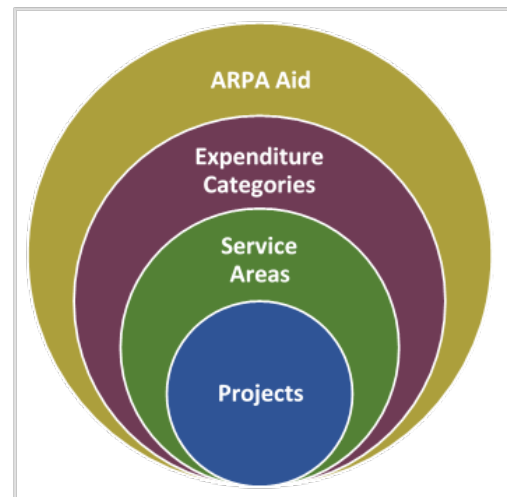 ARPA Aid
Expenditure
Categories
Service
Areas
Projects